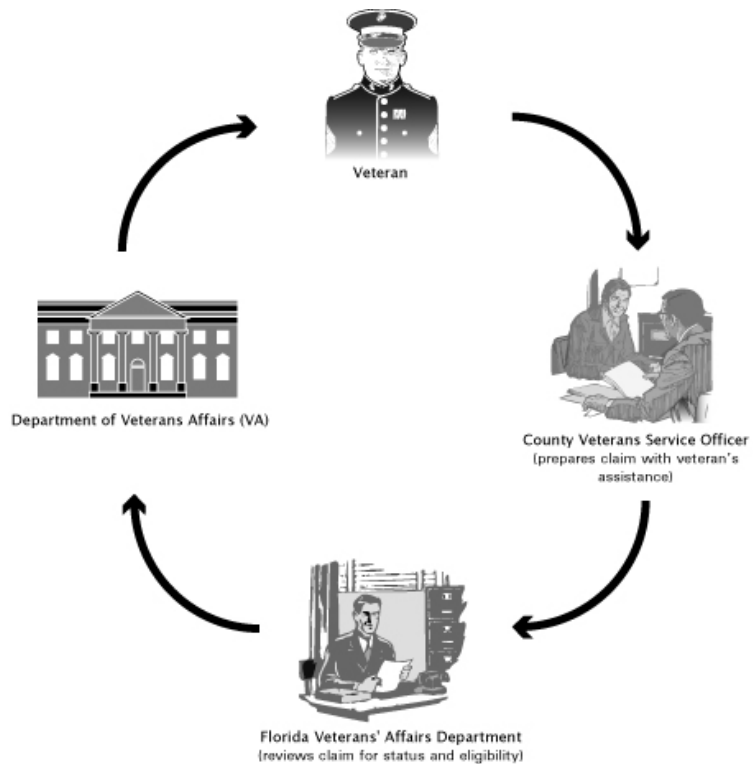 Veteran
County Veterans Service Officer
(prepares claim with veteran's
assistance)
Florida Veterans' Affairs Department
(reviews claim for status and eligibility)
Department of Veterans Affairs (VA)